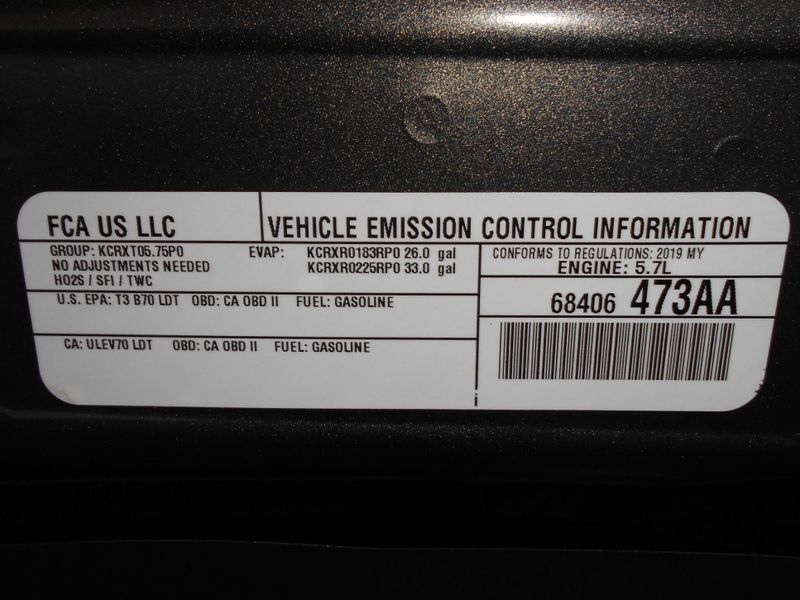 FCA US LLC
VEHICLE EMISSION CONTROL INFORMATION
GROUP: KCRXT05.75P0
NO ADJUSTMENTS NEEDED
HO2S / SFI / TWC
EVAP: KCRXR0183RP0 26.0 gal
KCRXR0225RP0 33.0 gal
CONFORMS TO REGULATIONS: 2019 MY
ENGINE: 5.7L
U.S. EPA: T3 B70 LDT OBD: CA OBD II FUEL: GASOLINE
68406 473AA
CA: ULEV70 LDT OBD: CA OBD II FUEL: GASOLINE
i